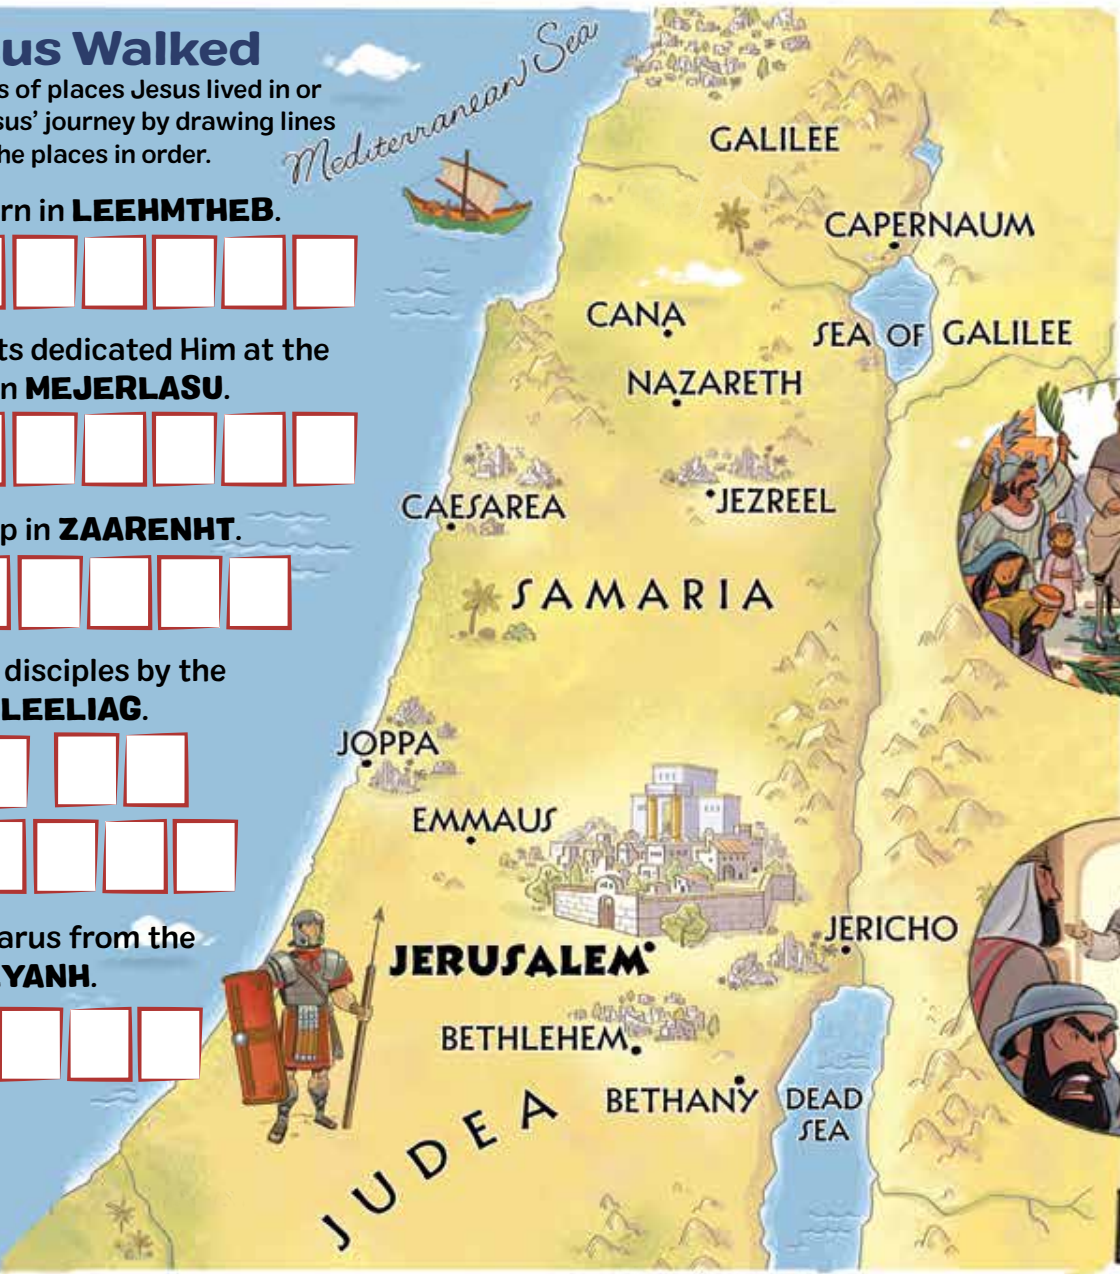 us Walked
s of places Jesus lived in or
sus’ journey by drawing lines
he places in order.
rn in LEEHMTHEB.
ts dedicated Him at the
n MEJERLASU.
p in ZAARENHT.
disciples by the
LEELIAG.
arus from the
YANH.
Mediterranean Sea
GALILEE
CAPERNAUM
CANA
SEA OF GALILEE
NAZARETH
CAESAREA
JEZREEL
SAMARIA
JOPPA
EMMAUS
JERICHO
JERUSALEM
BETHLEHEM
BETHANY
DEAD
SEA
JUDEA